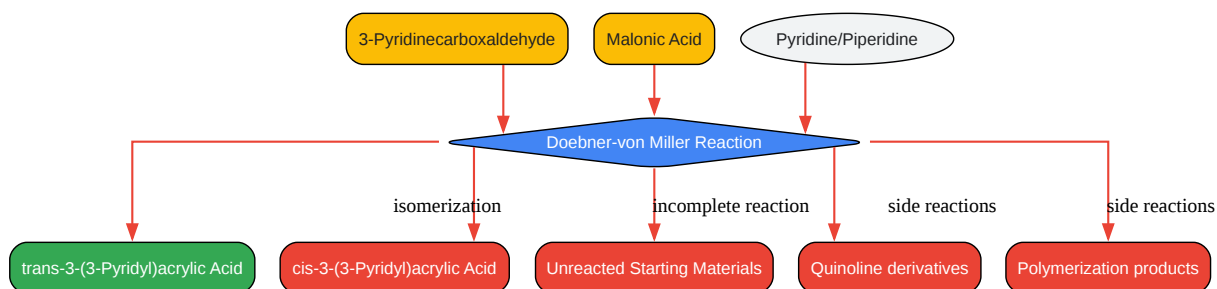 3-Pyridinecarboxaldehyde
Malonic Acid
Pyridine/Piperidine
Doebner-von Miller Reaction
isomerization
incomplete reaction
side reactions
side reactions
trans-3-(3-Pyridyl)acrylic Acid
cis-3-(3-Pyridyl)acrylic Acid
Unreacted Starting Materials
Quinoline derivatives
Polymerization products